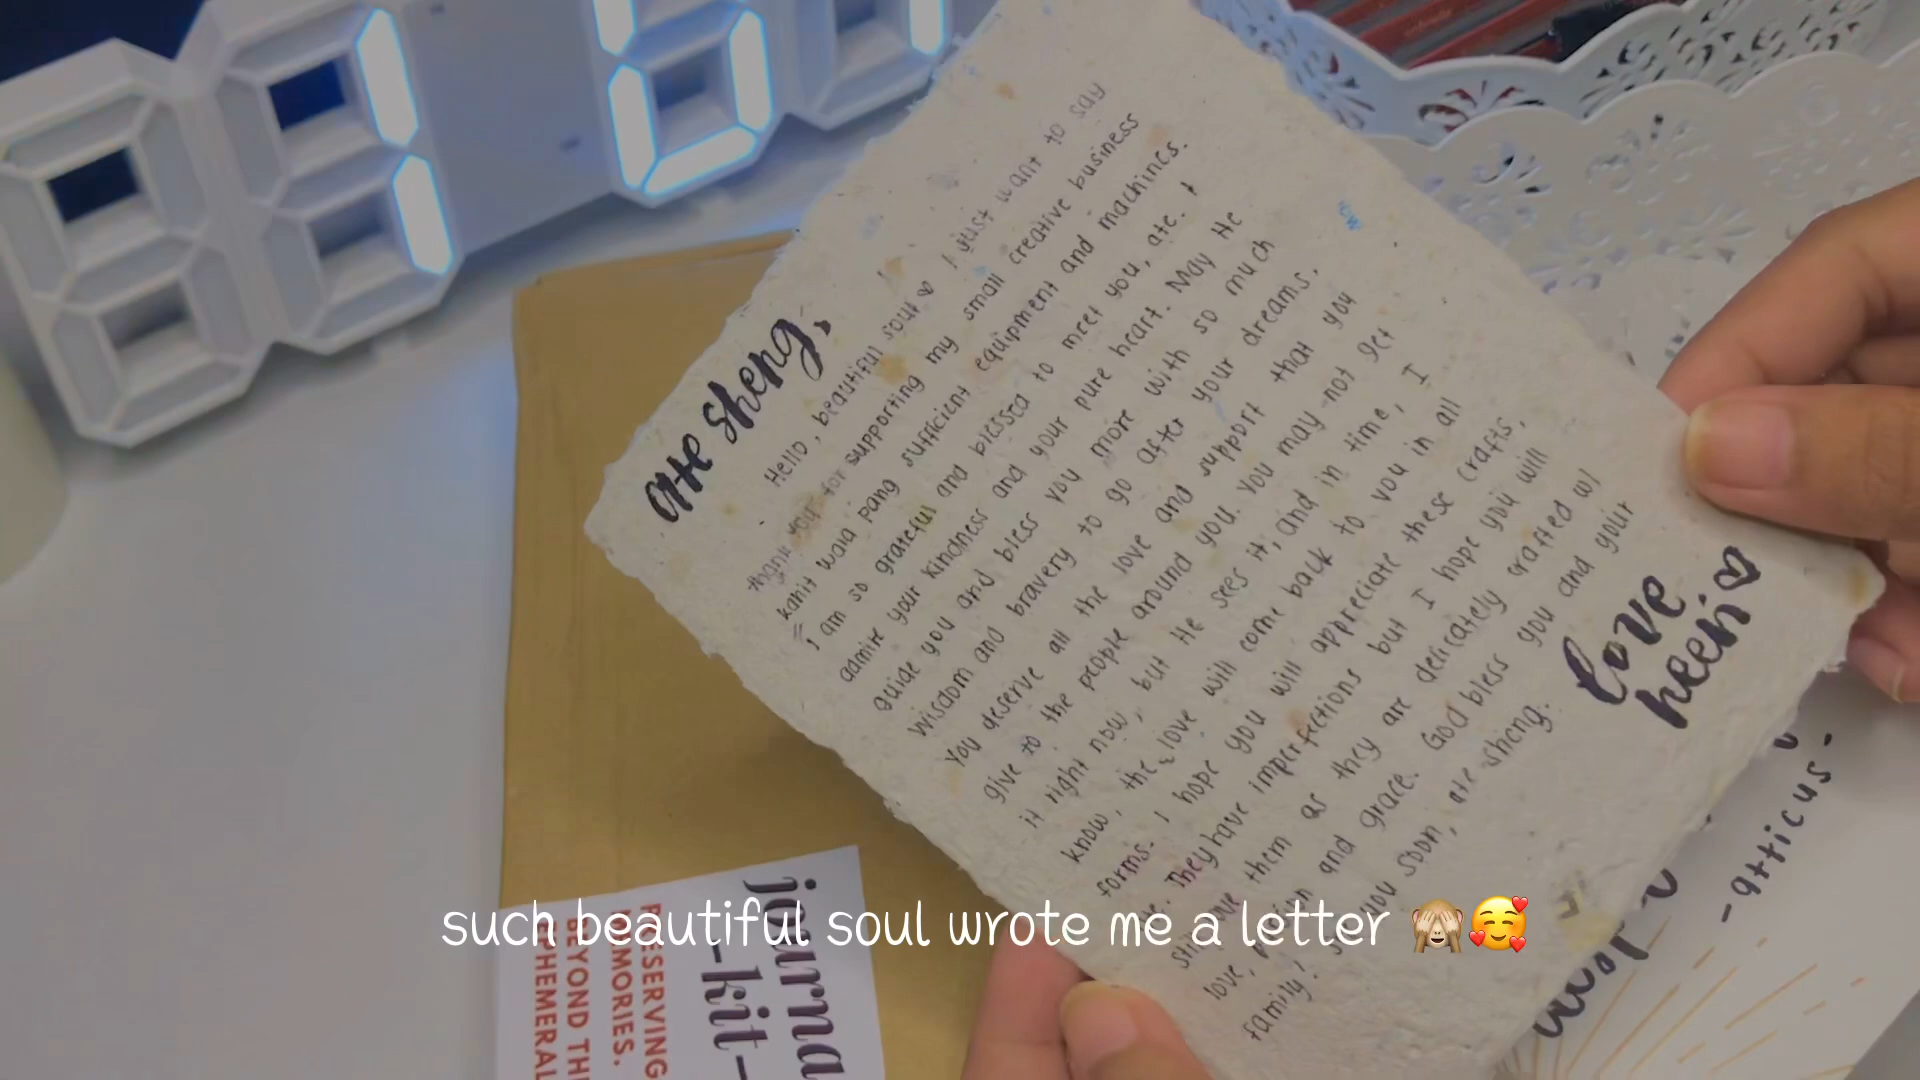 ate sheng,
Hello, beautiful soul ♡ I just want to say
thank you for supporting my small creative business
kahit wala pang sufficient equipment and machines.
I am so grateful and blessed to meet you, ate. I
admire your kindness and your pure heart. May He
guide you and bless you more with so much
wisdom and bravery to go after your dreams.
You deserve all the love and support that you
give to the people around you. You may not get
it right now, but He sees it, and in time, I
know, the love will come back to you in all
forms. I hope you will appreciate these crafts,
ate. They have imperfections but I hope you will
still love them as they are delicately crafted w/
love, and grace. God bless you and your
family! you soon, ate sheng.
love
heeni ♡
-atticus-
journa
-kit-
PRESERVING
MEMORIES.
BEYOND THE
EPHEMERAL
such beautiful soul wrote me a letter 🙈🥰